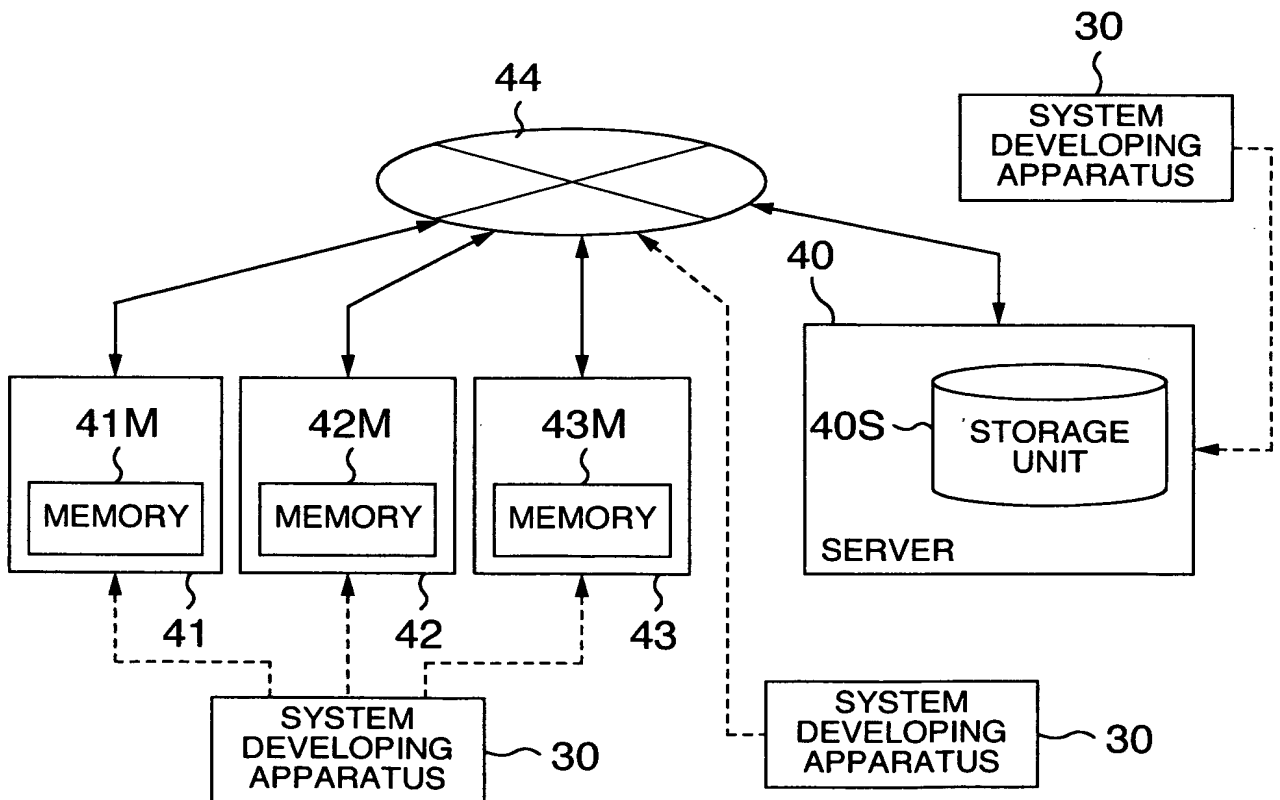 30
SYSTEM
DEVELOPING
APPARATUS
44
40
41M
MEMORY
42M
MEMORY
43M
MEMORY
40S
STORAGE
UNIT
SERVER
41
42
43
SYSTEM
DEVELOPING
APPARATUS
30
SYSTEM
DEVELOPING
APPARATUS
30